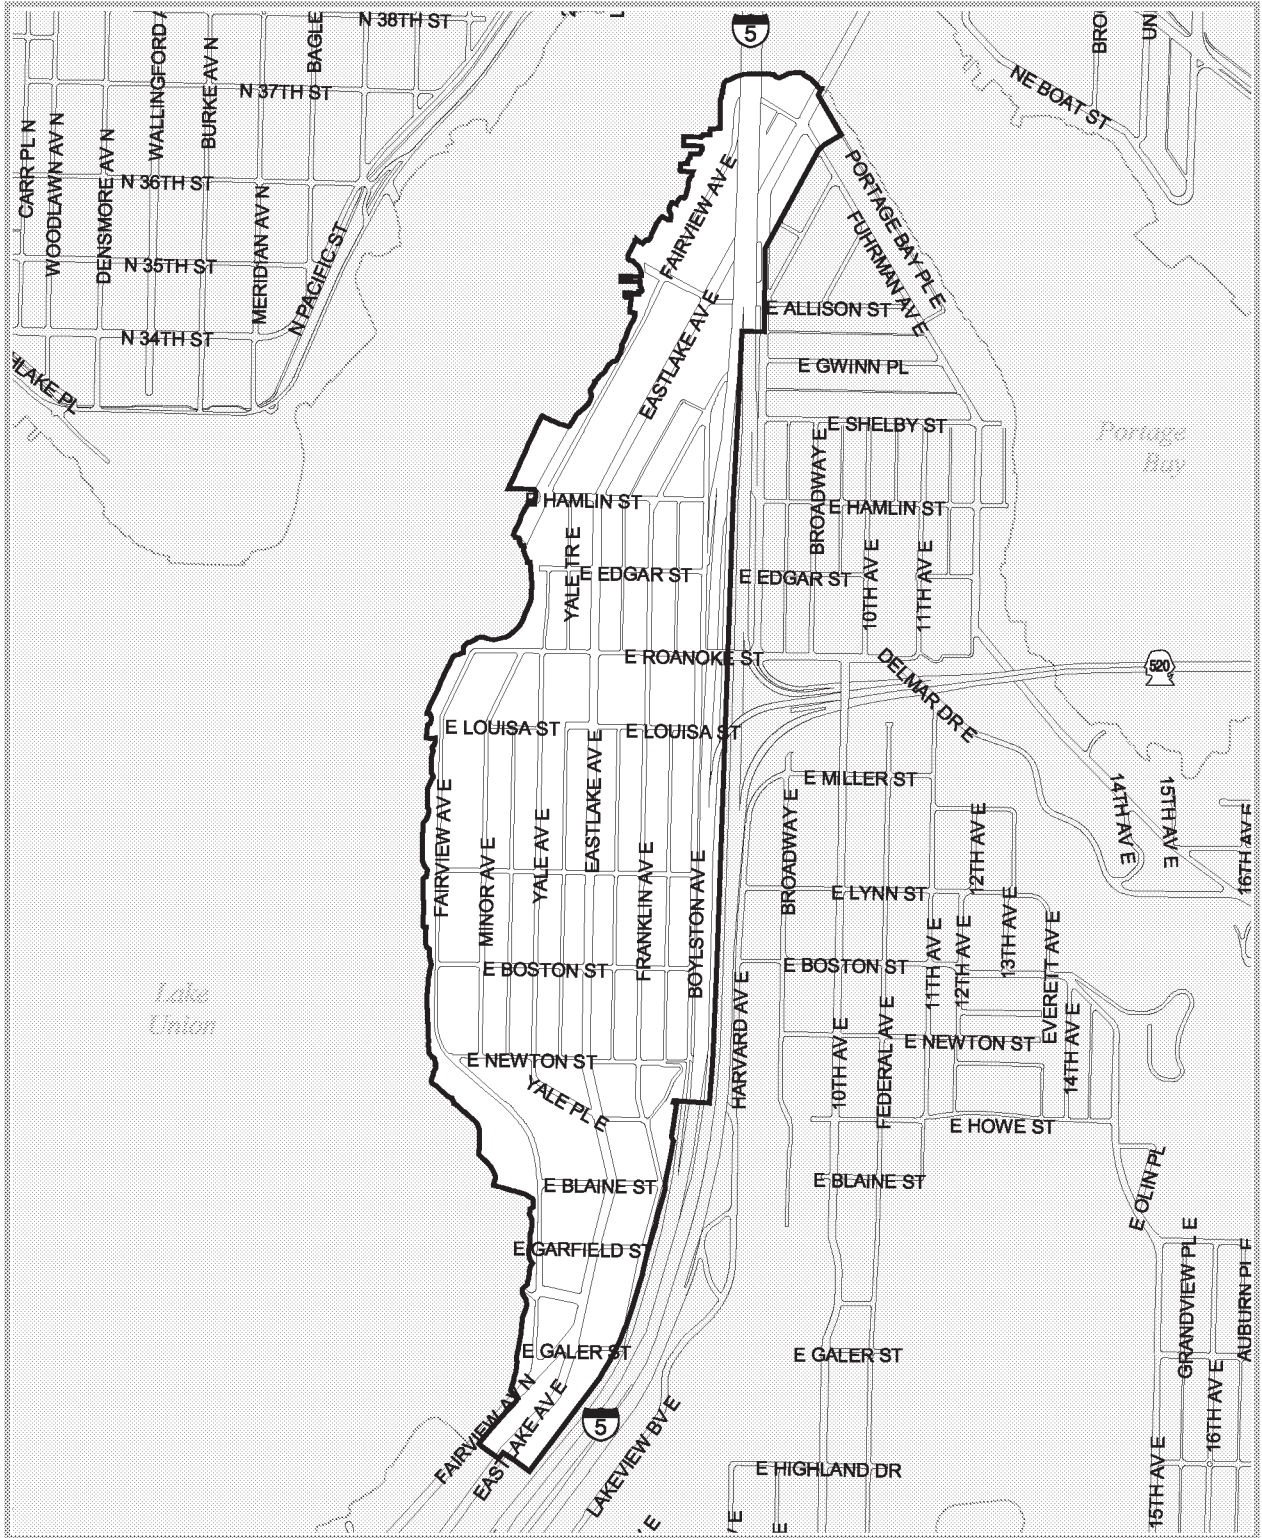 N 38TH ST
5
BAGLE
BRO
UN
NE BOAT ST
N 37TH ST
BURKE AV N
CARR PL N
WOODLAWN AV N
DENSMORE AV N
N 36TH ST
MERIDIAN AV N
N PACIFIC ST
N 35TH ST
N 34TH ST
FAIRVIEW AV E
PORTAGE BAY PL E
FUHRMAN AV E
EASTLAKE AV E
E ALLISON ST
E GWINN PL
E SHELBY ST
BROADWAY E
Portage
Bay
E HAMLIN ST
E HAMLIN ST
YALE TR E
E EDGAR ST
E EDGAR ST
10TH AV E
11TH AV E
E ROANOKE ST
DELMAR DR E
520
E LOUISA ST
E LOUISA ST
EASTLAKE AV E
FAIRVIEW AV E
MINOR AV E
YALE AV E
FRANKLIN AV E
BOYLSTON AV E
E MILLER ST
BROADWAY E
12TH AV E
14TH AV E
15TH AV E
E LYNN ST
11TH AV E
12TH AV E
13TH AV E
EVERETT AV E
E BOSTON ST
E BOSTON ST
Lake
Union
HARVARD AV E
10TH AV E
FEDERAL AV E
E NEWTON ST
14TH AV E
E NEWTON ST
YALE PL E
E HOWE ST
E BLAINE ST
E BLAINE ST
E OLIN PL
E GARFIELD ST
GRANDVIEW PL E
E GALER ST
E GALER ST
16TH AV E
FAIRVIEW AV N
EASTLAKE AV E
5
LAKEVIEW BV E
E HIGHLAND DR
15TH AV E